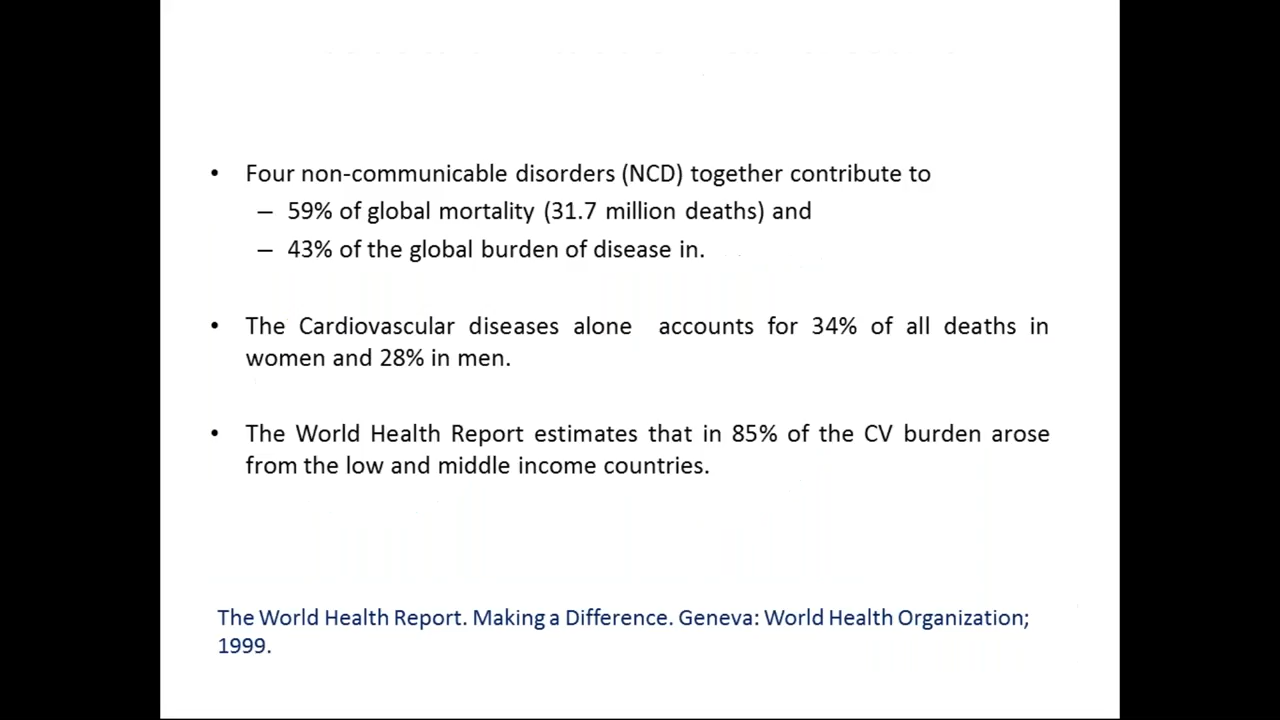 • Four non-communicable disorders (NCD) together contribute to
– 59% of global mortality (31.7 million deaths) and
– 43% of the global burden of disease in.
• The Cardiovascular diseases alone accounts for 34% of all deaths in
women and 28% in men.
• The World Health Report estimates that in 85% of the CV burden arose
from the low and middle income countries.
The World Health Report. Making a Difference. Geneva: World Health Organization;
1999.